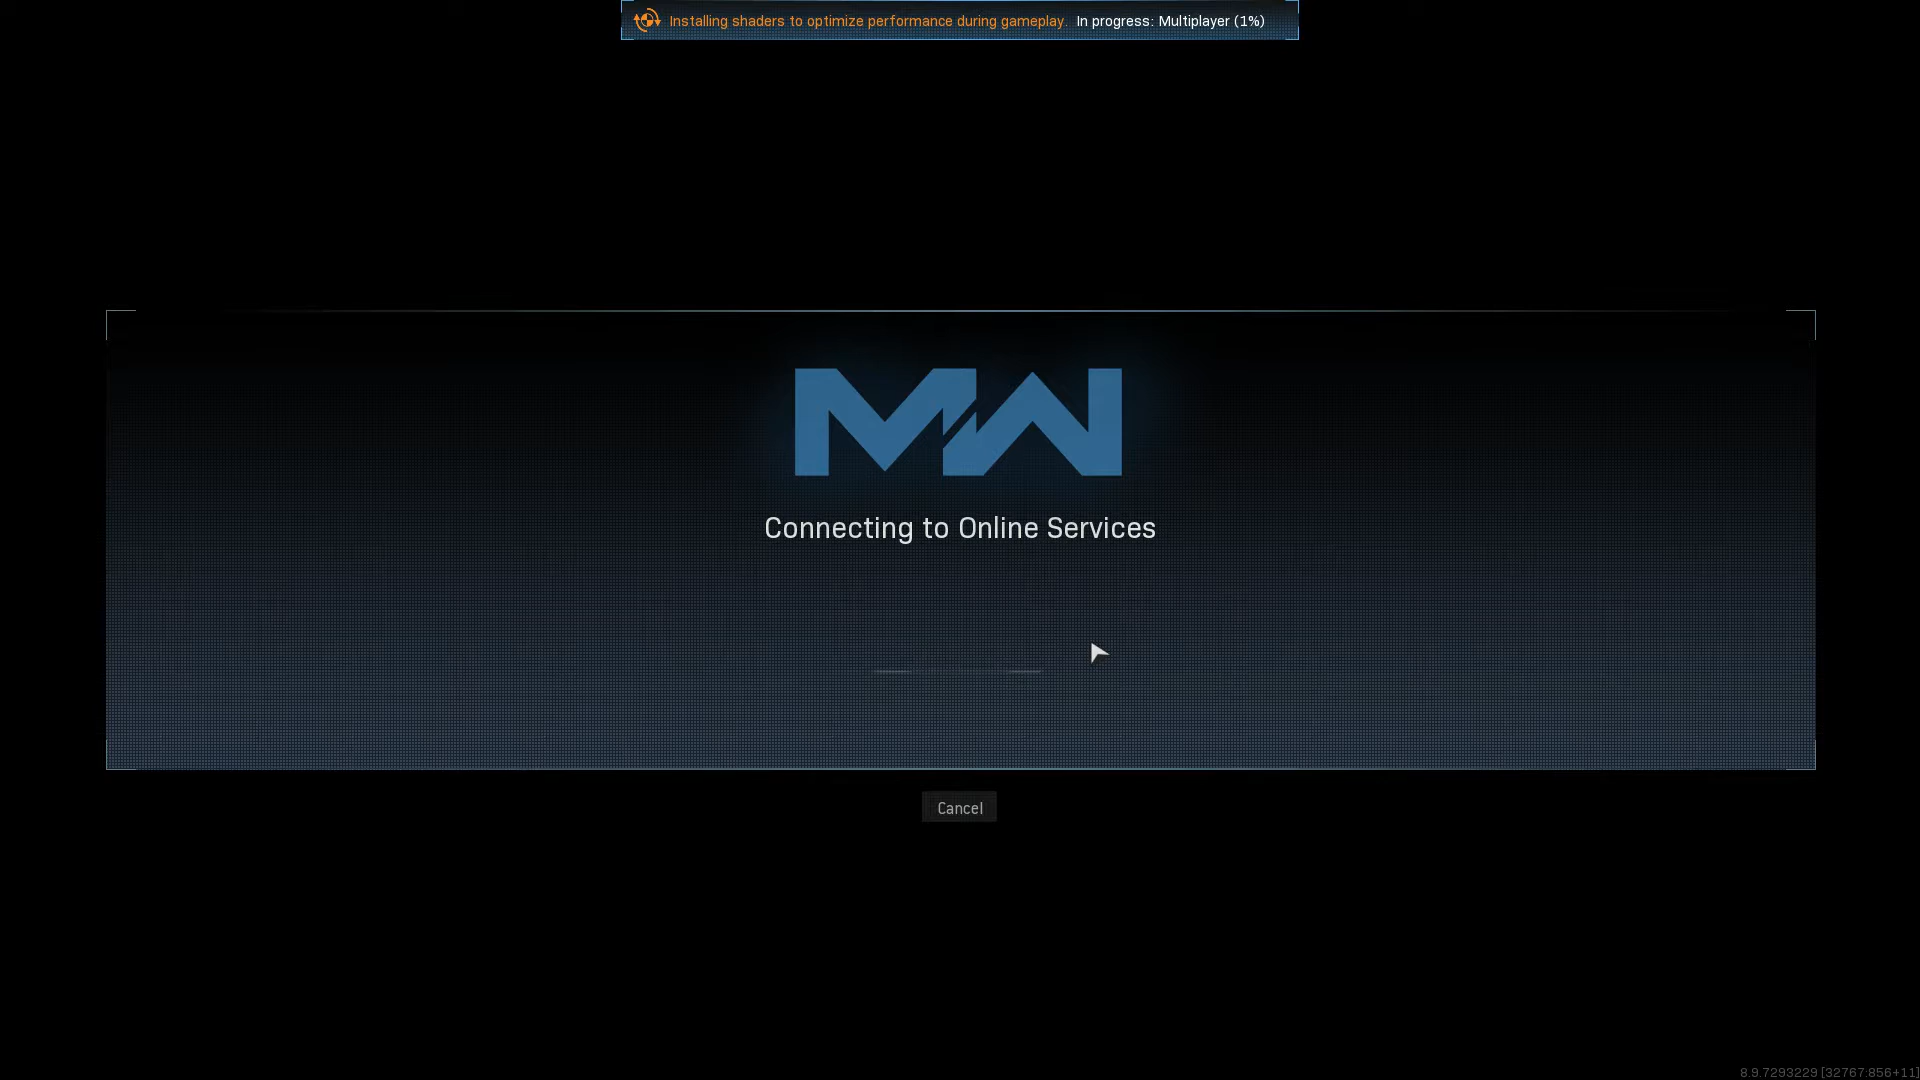 Installing shaders to optimize performance during gameplay. In progress: Multiplayer (1%)
MW
Connecting to Online Services
Cancel
8.9.7293229 [32767:856+11]